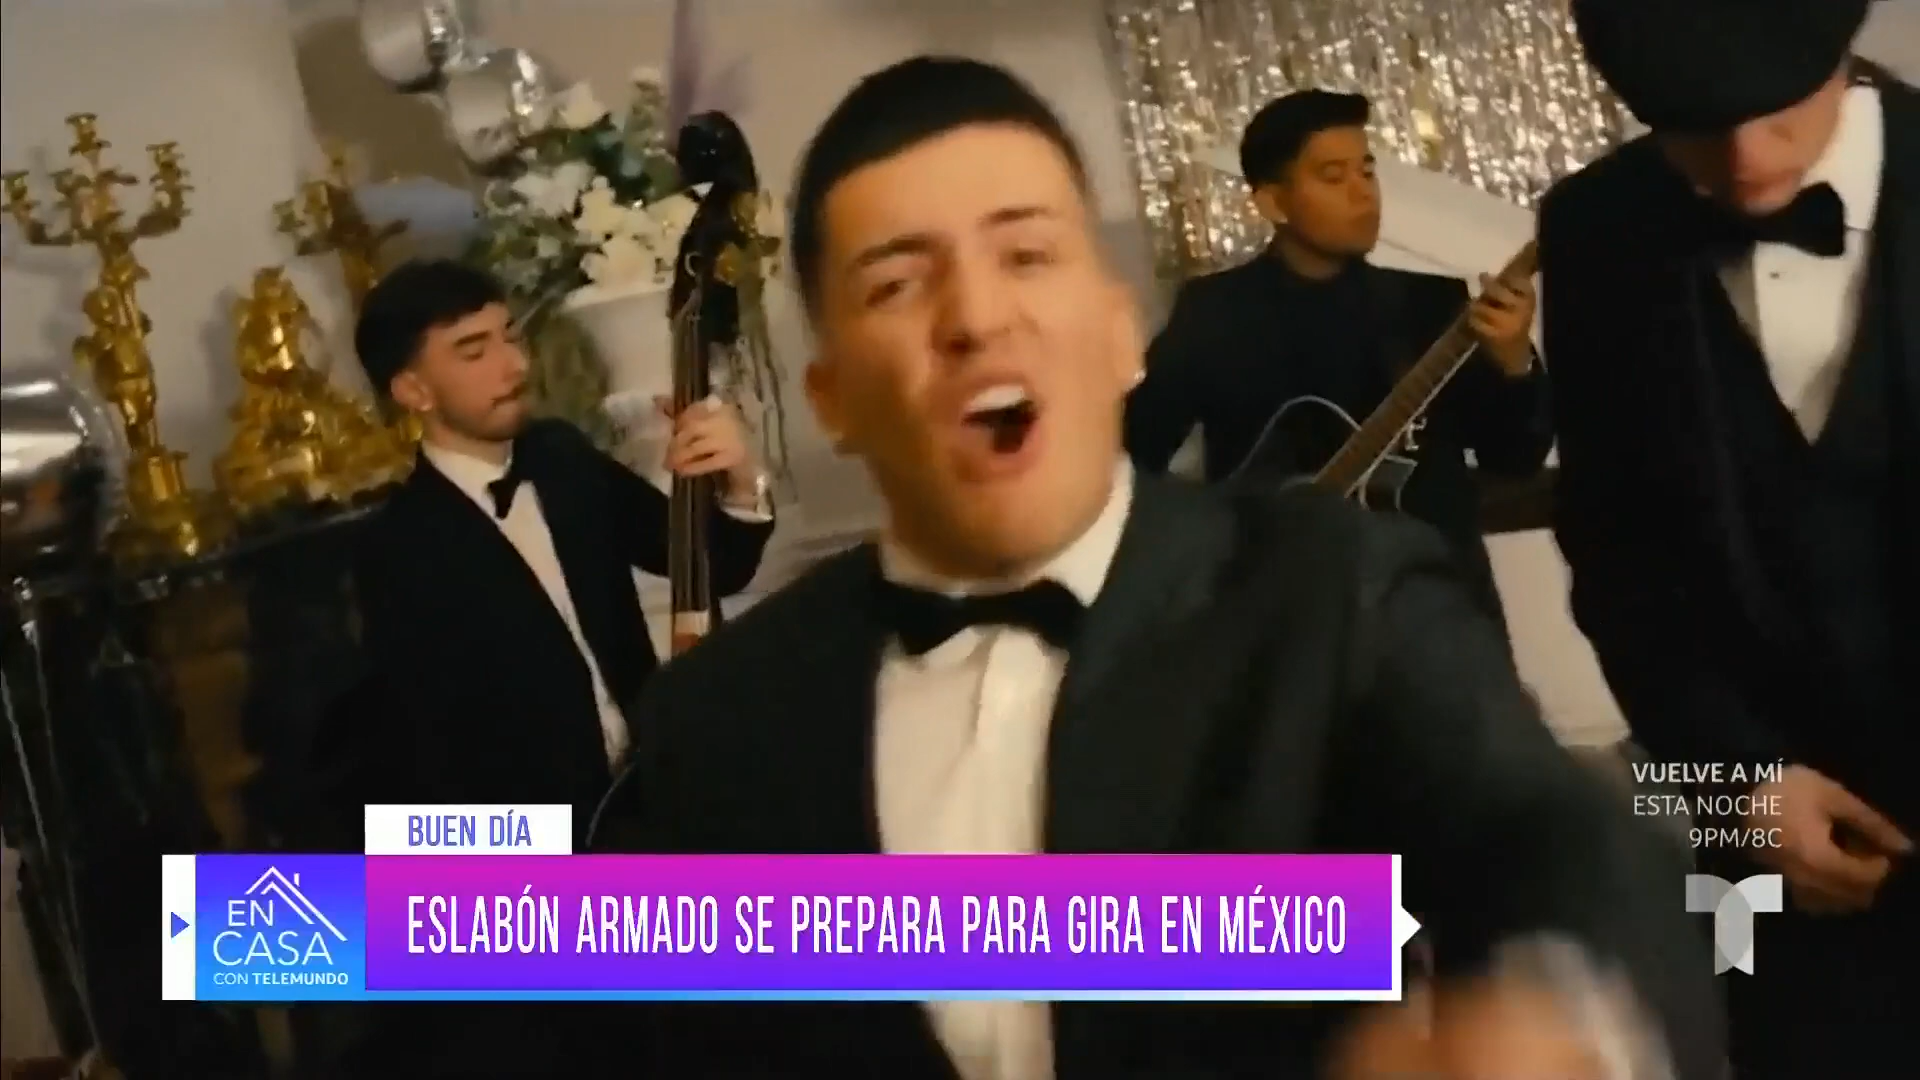 VUELVE A MÍ
ESTA NOCHE
9PM/8C
BUEN DÍA
EN
CASA
CON TELEMUNDO
ESLABÓN ARMADO SE PREPARA PARA GIRA EN MÉXICO